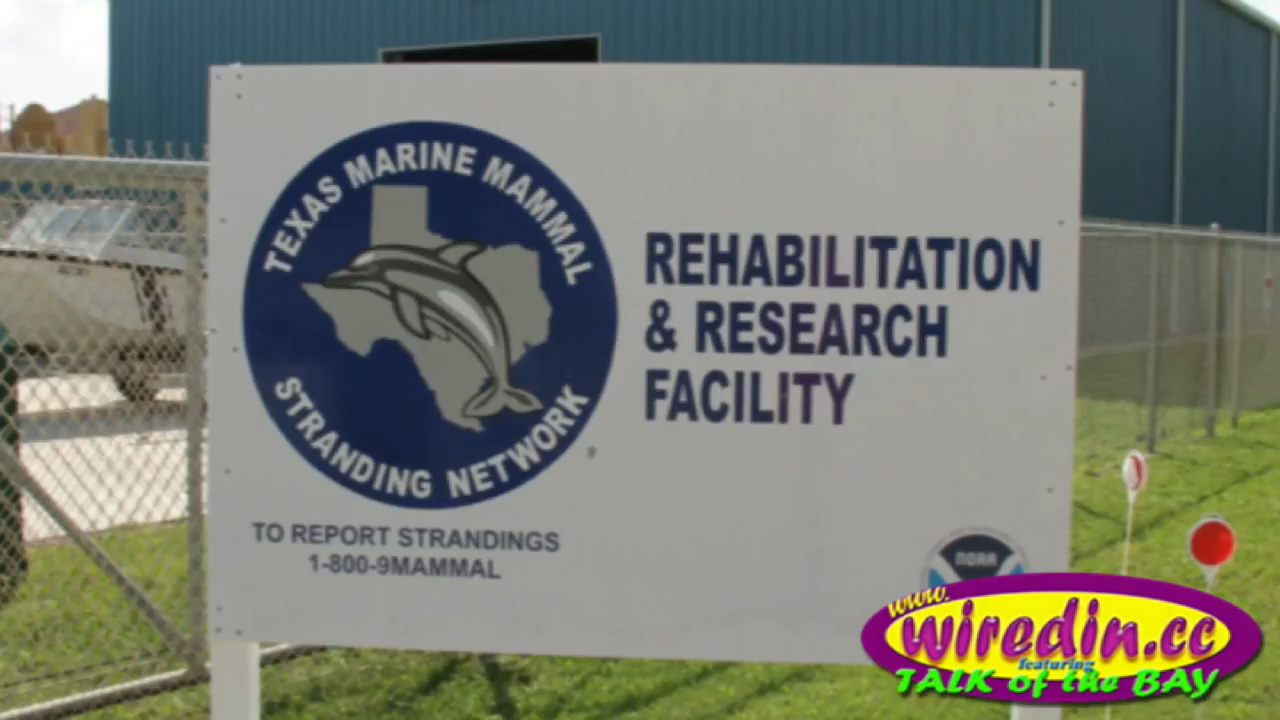 TEXAS MARINE MAMMAL
STRANDING NETWORK
REHABILITATION
& RESEARCH
FACILITY
TO REPORT STRANDINGS
1-800-9MAMMAL
NOAA
www.
wiredin.cc
featuring
TALK of the BAY